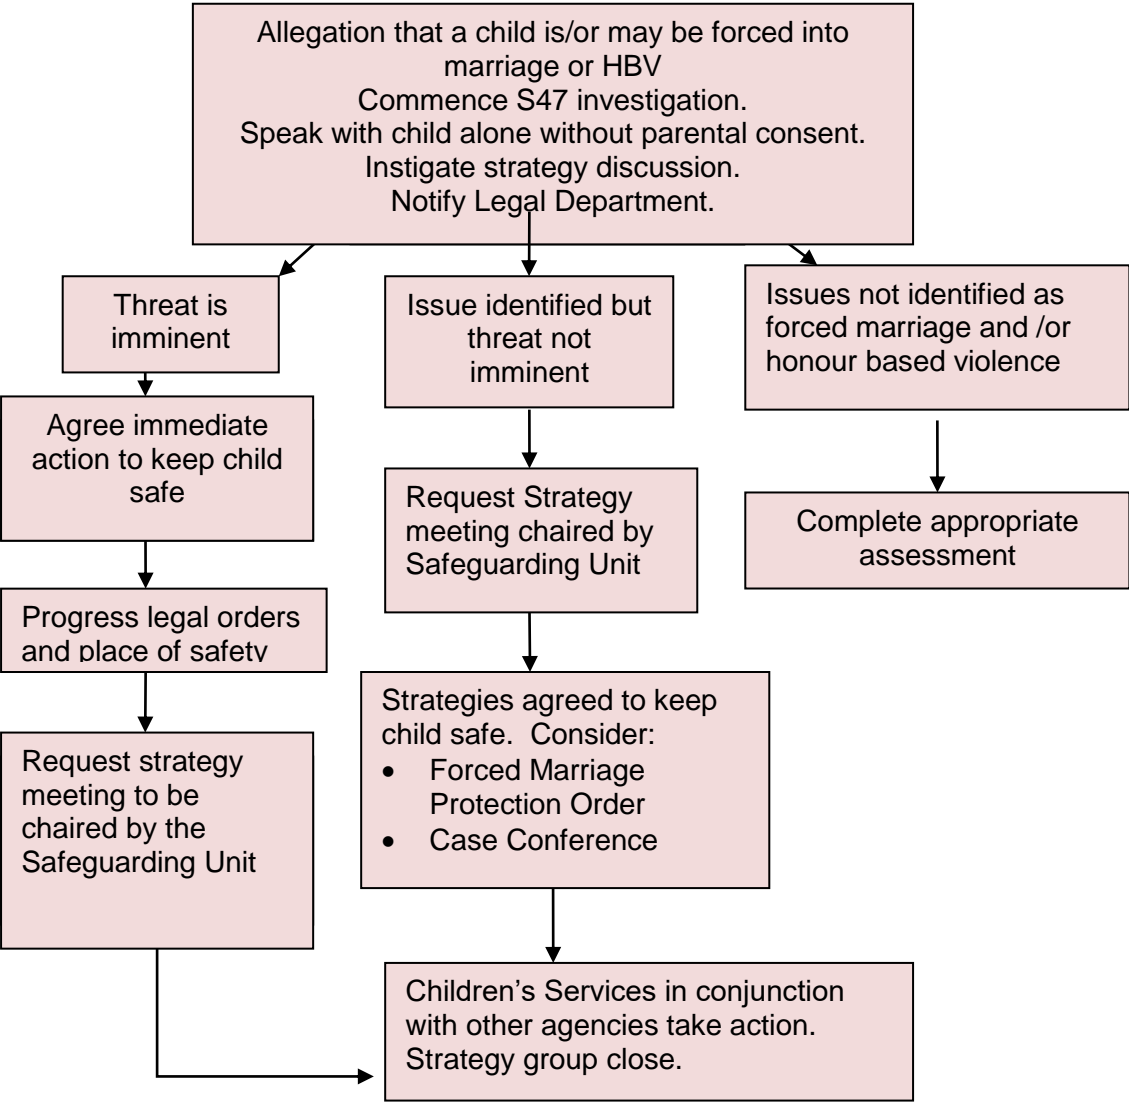 Allegation that a child is/or may be forced into
marriage or HBV
Commence S47 investigation.
Speak with child alone without parental consent.
Instigate strategy discussion.
Notify Legal Department.
Threat is
imminent
Issue identified but
threat not
imminent
Issues not identified as
forced marriage and /or
honour based violence
Agree immediate
action to keep child
safe
Request Strategy
meeting chaired by
Safeguarding Unit
Complete appropriate
assessment
Progress legal orders
and place of safety
Strategies agreed to keep
child safe.  Consider:
• Forced Marriage
Protection Order
• Case Conference
Request strategy
meeting to be
chaired by the
Safeguarding Unit
Children’s Services in conjunction
with other agencies take action.
Strategy group close.